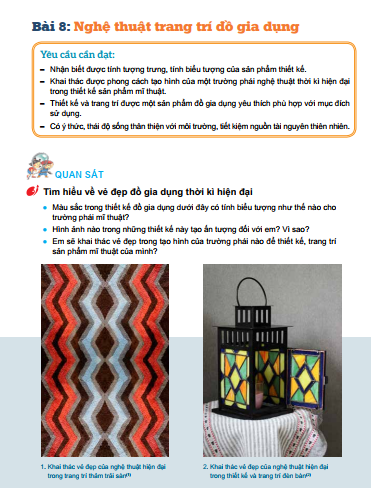 Bài 8: Nghệ thuật trang trí đồ gia dụng
Yêu cầu cần đạt:
– Nhận biết được tính tượng trưng, tính biểu tượng của sản phẩm thiết kế.
– Khai thác được phong cách tạo hình của một trường phái nghệ thuật thời kì hiện đại
trong thiết kế sản phẩm mĩ thuật.
– Thiết kế và trang trí được một sản phẩm đồ gia dụng yêu thích phù hợp với mục đích
sử dụng.
– Có ý thức, thái độ sống thân thiện với môi trường, tiết kiệm nguồn tài nguyên thiên nhiên.
QUAN SÁT
Tìm hiểu về vẻ đẹp đồ gia dụng thời kì hiện đại
• Màu sắc trong thiết kế đồ gia dụng dưới đây có tính biểu tượng như thế nào cho
trường phái mĩ thuật?
• Hình ảnh nào trong những thiết kế này tạo ấn tượng đối với em? Vì sao?
• Em sẽ khai thác vẻ đẹp trong tạo hình của trường phái nào để thiết kế, trang trí
sản phẩm mĩ thuật của mình?
1. Khai thác vẻ đẹp của nghệ thuật hiện đại
trong trang trí thảm trải sàn(1)
2. Khai thác vẻ đẹp của nghệ thuật hiện đại
trong thiết kế và trang trí đèn bàn(2)